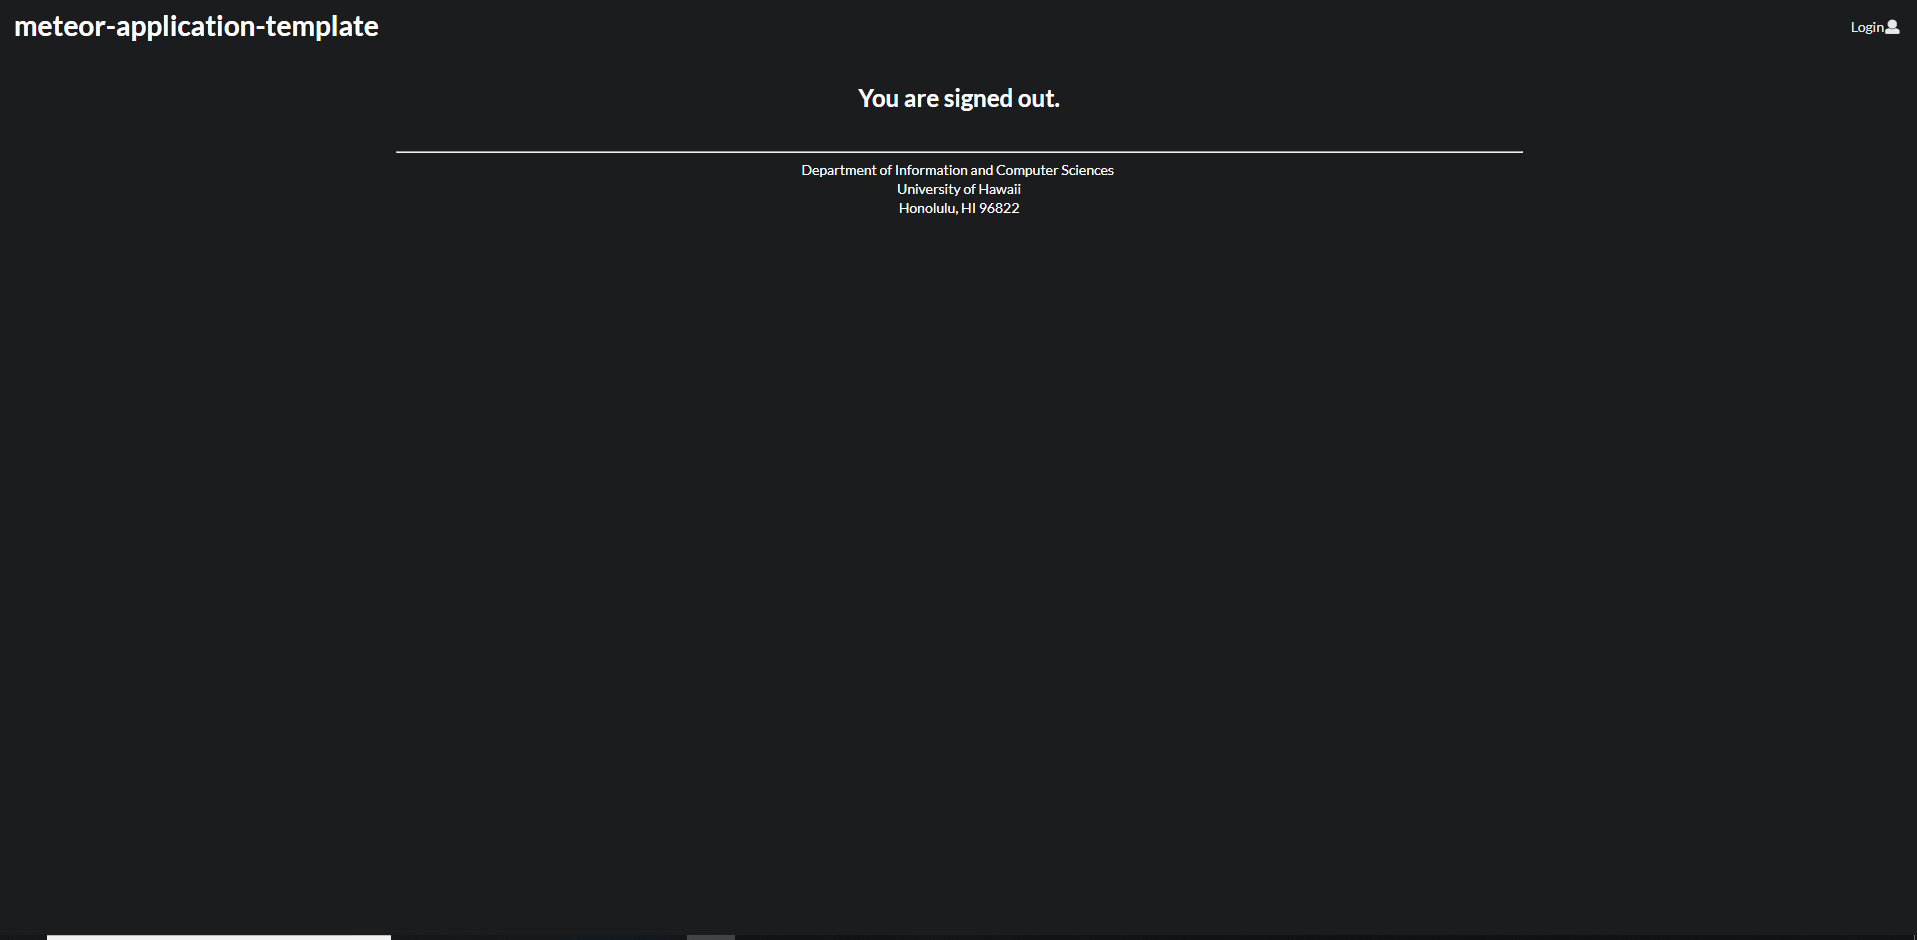 meteor-application-template
Login
You are signed out.
Department of Information and Computer Sciences
University of Hawaii
Honolulu, HI 96822